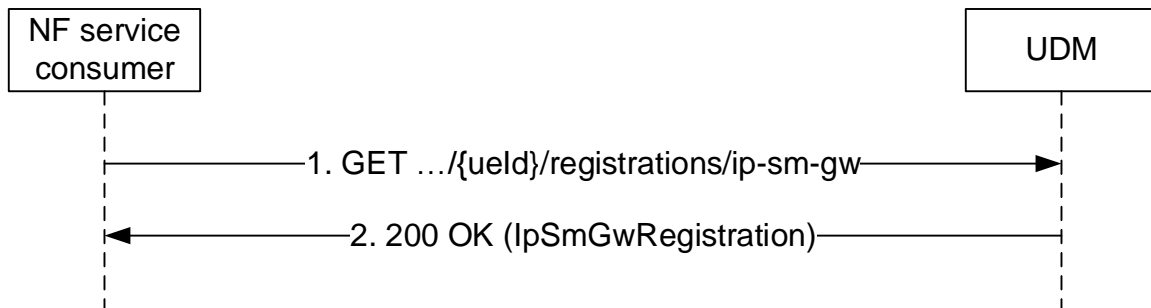 NF service
consumer
UDM
1. GET …/{ueId}/registrations/ip-sm-gw
2. 200 OK (IpSmGwRegistration)